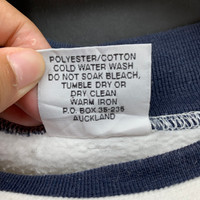 POLYESTER/COTTON
COLD WATER WASH
DO NOT SOAK BLEACH,
TUMBLE DRY OR
DRY CLEAN
WARM IRON
P.O. BOX 35-236
AUCKLAND